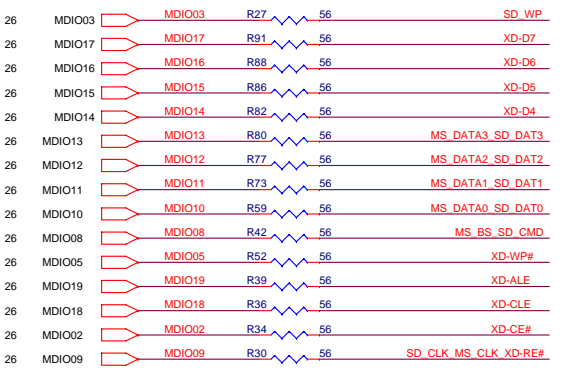 26 MDIO03 MDIO03 R27 56 SD_WP
26 MDIO17 MDIO17 R91 56 XD-D7
26 MDIO16 MDIO16 R88 56 XD-D6
26 MDIO15 MDIO15 R86 56 XD-D5
26 MDIO14 MDIO14 R82 56 XD-D4
26 MDIO13 MDIO13 R80 56 MS_DATA3_SD_DAT3
26 MDIO12 MDIO12 R77 56 MS_DATA2_SD_DAT2
26 MDIO11 MDIO11 R73 56 MS_DATA1_SD_DAT1
26 MDIO10 MDIO10 R59 56 MS_DATA0_SD_DAT0
26 MDIO08 MDIO08 R42 56 MS_BS_SD_CMD
26 MDIO05 MDIO05 R52 56 XD-WP#
26 MDIO19 MDIO19 R39 56 XD-ALE
26 MDIO18 MDIO18 R36 56 XD-CLE
26 MDIO02 MDIO02 R34 56 XD-CE#
26 MDIO09 MDIO09 R30 56 SD_CLK_MS_CLK_XD-RE#